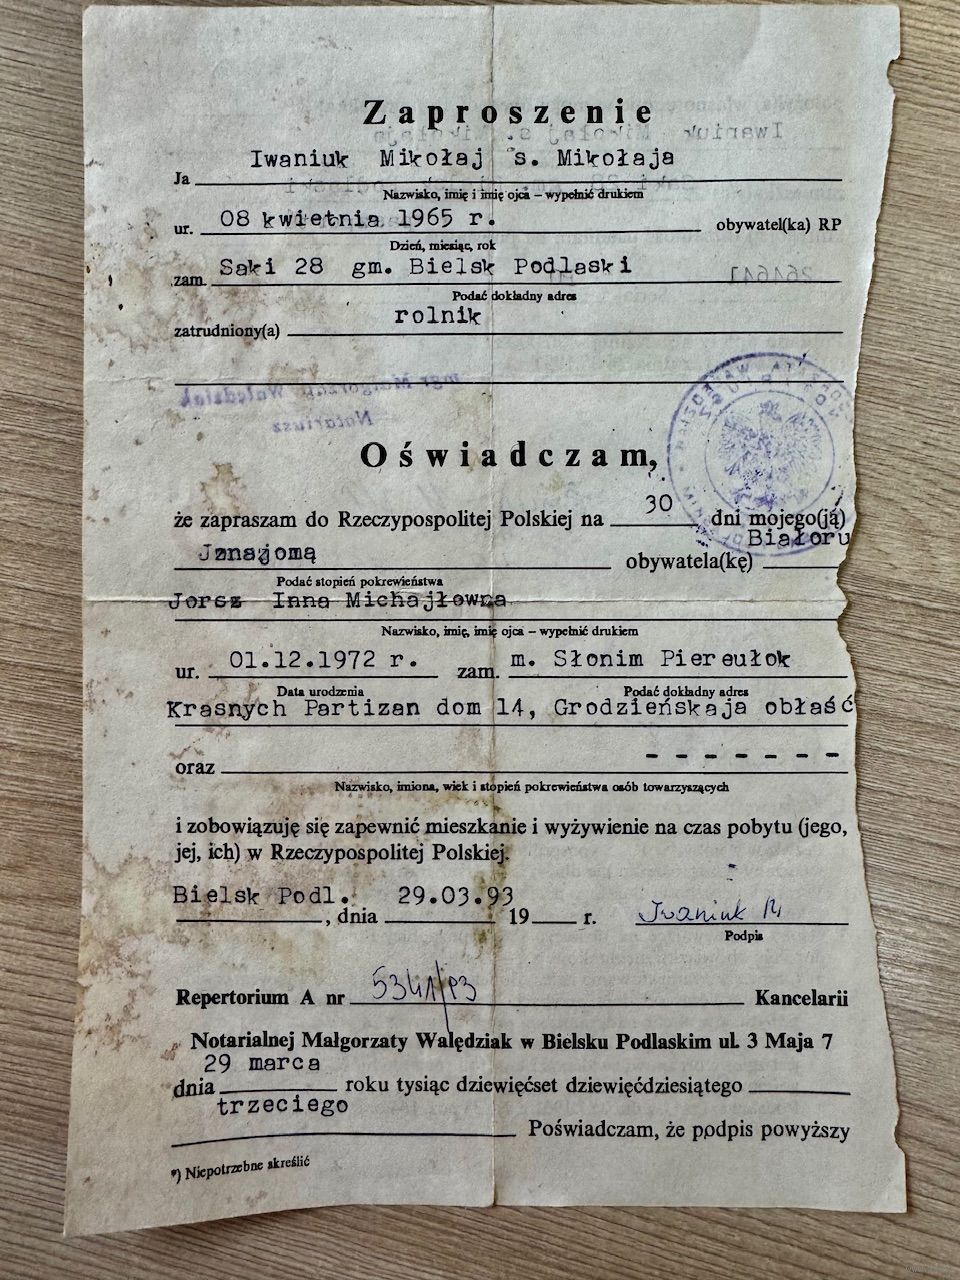 Zaproszenie
Iwaniuk Mikołaj s. Mikołaja
Ja
Nazwisko, imię i imię ojca – wypełnić drukiem
ur. 08 kwietnia 1965 r. obywatel(ka) RP
Dzień, miesiąc, rok
zam. Saki 28 gm. Bielsk Podlaski
Podać dokładny adres
zatrudniony(a) rolnik
mgr Małgorzata Walędziak
Notariusz
Oświadczam,
że zapraszam do Rzeczypospolitej Polskiej na 30 dni mojego(ją)
Znajomą obywatela(kę) Białoru
Podać stopień pokrewieństwa
Jorsz Inna Michajłowna
Nazwisko, imię, imię ojca – wypełnić drukiem
ur. 01.12.1972 r. zam. m. Słonim Piereułok
Data urodzenia Podać dokładny adres
Krasnych Partizan dom 14, Grodzieńskaja obłaść
oraz - - - - - - -
Nazwisko, imiona, wiek i stopień pokrewieństwa osób towarzyszących
i zobowiązuję się zapewnić mieszkanie i wyżywienie na czas pobytu (jego,
jej, ich) w Rzeczypospolitej Polskiej.
Bielsk Podl. , dnia 29.03.93 19 r. Iwaniuk M
Podpis
Repertorium A nr 5341/93 Kancelarii
Notarialnej Małgorzaty Walędziak w Bielsku Podlaskim ul. 3 Maja 7
dnia 29 marca roku tysiąc dziewięćset dziewięćdziesiątego
trzeciego
Poświadczam, że podpis powyższy
*) Niepotrzebne skreślić